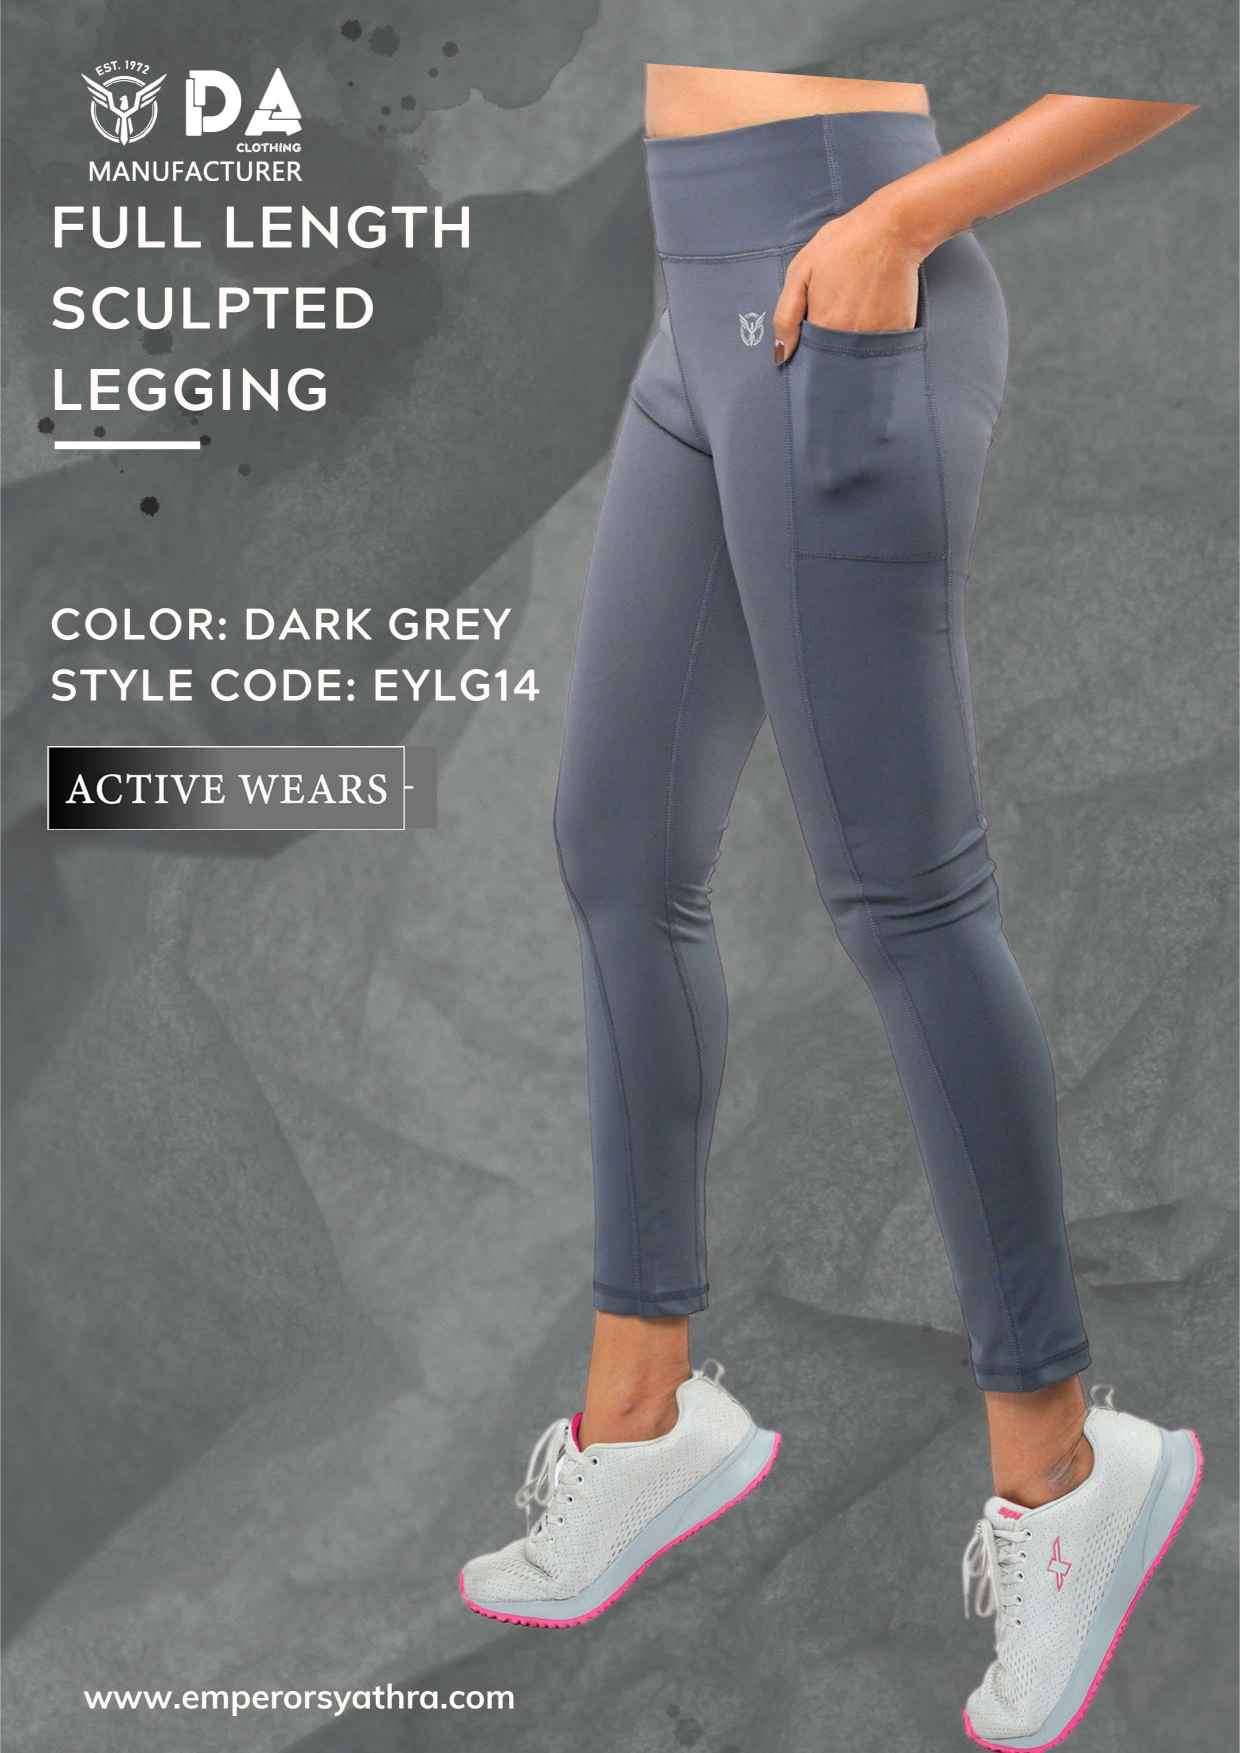 EST. 1972
DA
CLOTHING
MANUFACTURER
FULL LENGTH
SCULPTED
LEGGING
COLOR: DARK GREY
STYLE CODE: EYLG14
ACTIVE WEARS
www.emperorsyathra.com